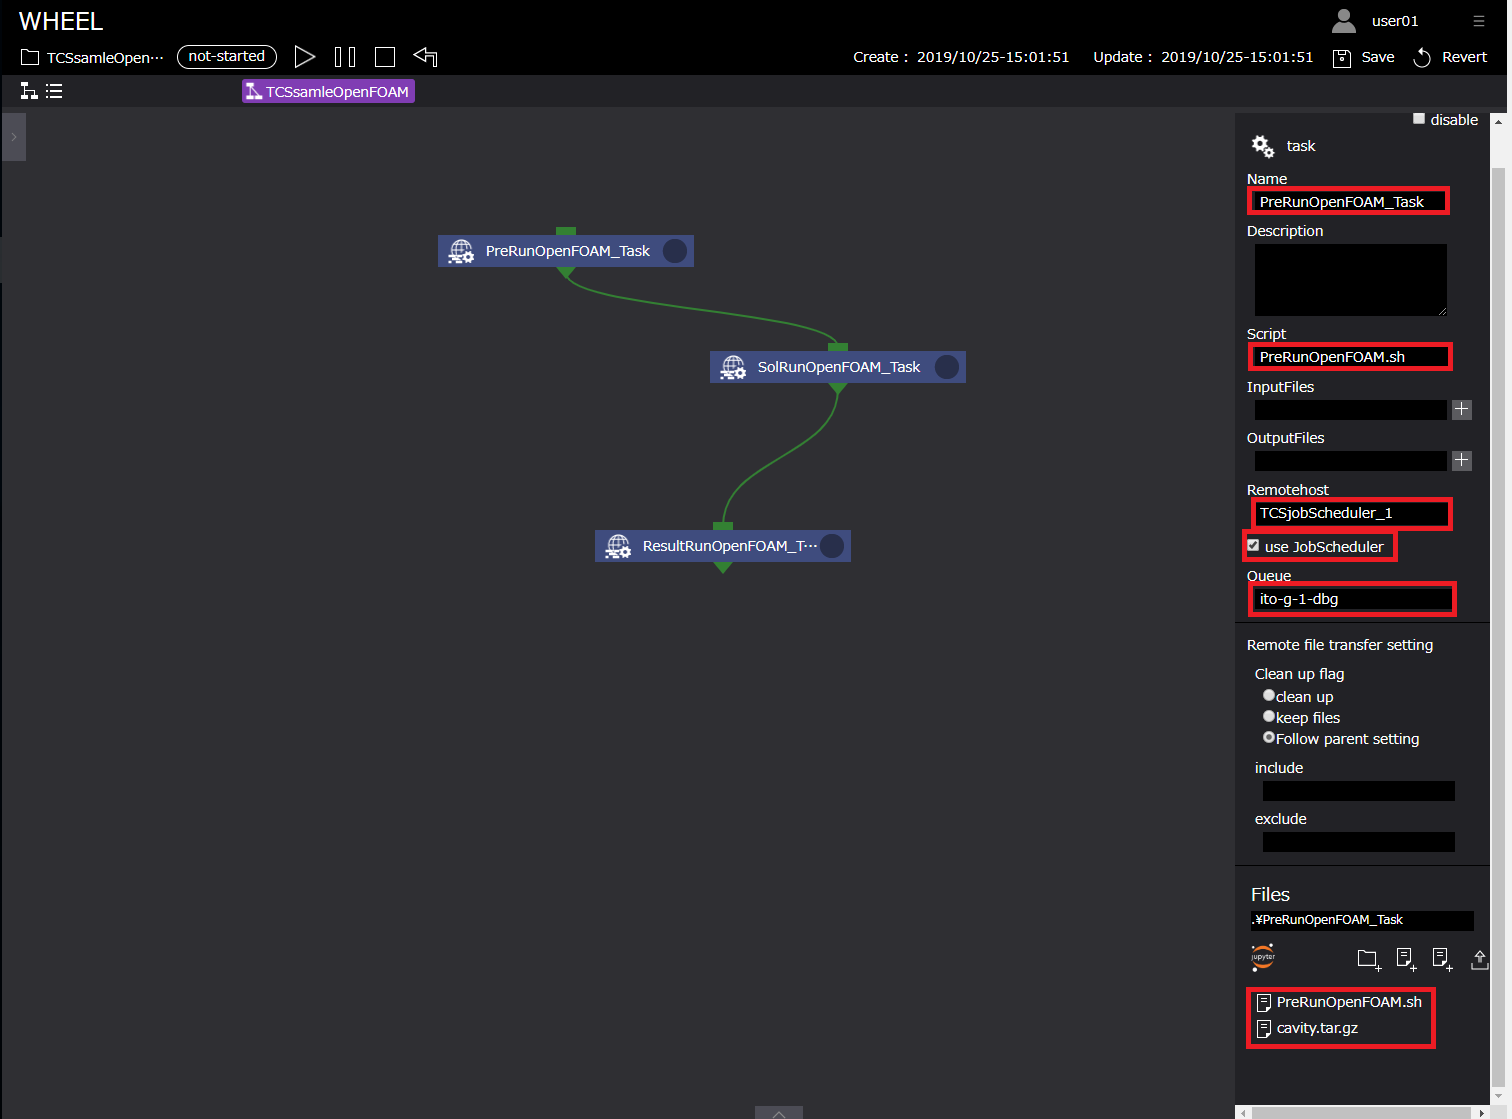 WHEEL
user01
TCSsamleOpen···
not-started
Create : 2019/10/25-15:01:51
Update : 2019/10/25-15:01:51
Save
Revert
TCSsamleOpenFOAM
disable
task
Name
PreRunOpenFOAM_Task
Description
Script
PreRunOpenFOAM.sh
InputFiles
OutputFiles
Remotehost
TCSjobScheduler_1
use JobScheduler
Queue
ito-g-1-dbg
Remote file transfer setting
Clean up flag
clean up
keep files
Follow parent setting
include
exclude
Files
.¥PreRunOpenFOAM_Task
jupyter
PreRunOpenFOAM.sh
cavity.tar.gz
PreRunOpenFOAM_Task
SolRunOpenFOAM_Task
ResultRunOpenFOAM_T···